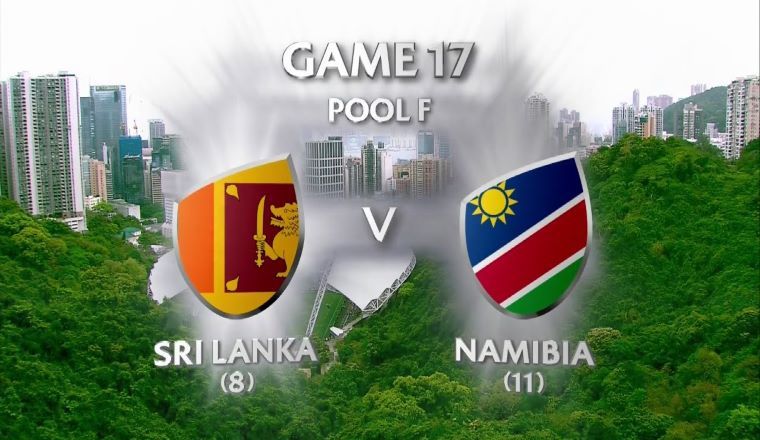 GAME 17
POOL F
V
SRI LANKA
(8)
NAMIBIA
(11)